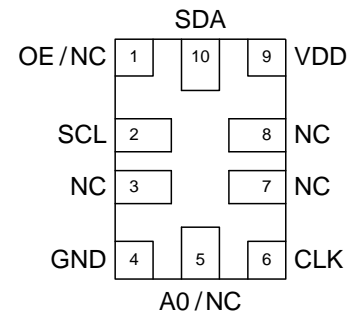 SDA
OE/NC 1 10 9 VDD
SCL 2 8 NC
NC 3 7 NC
GND 4 5 6 CLK
A0/NC